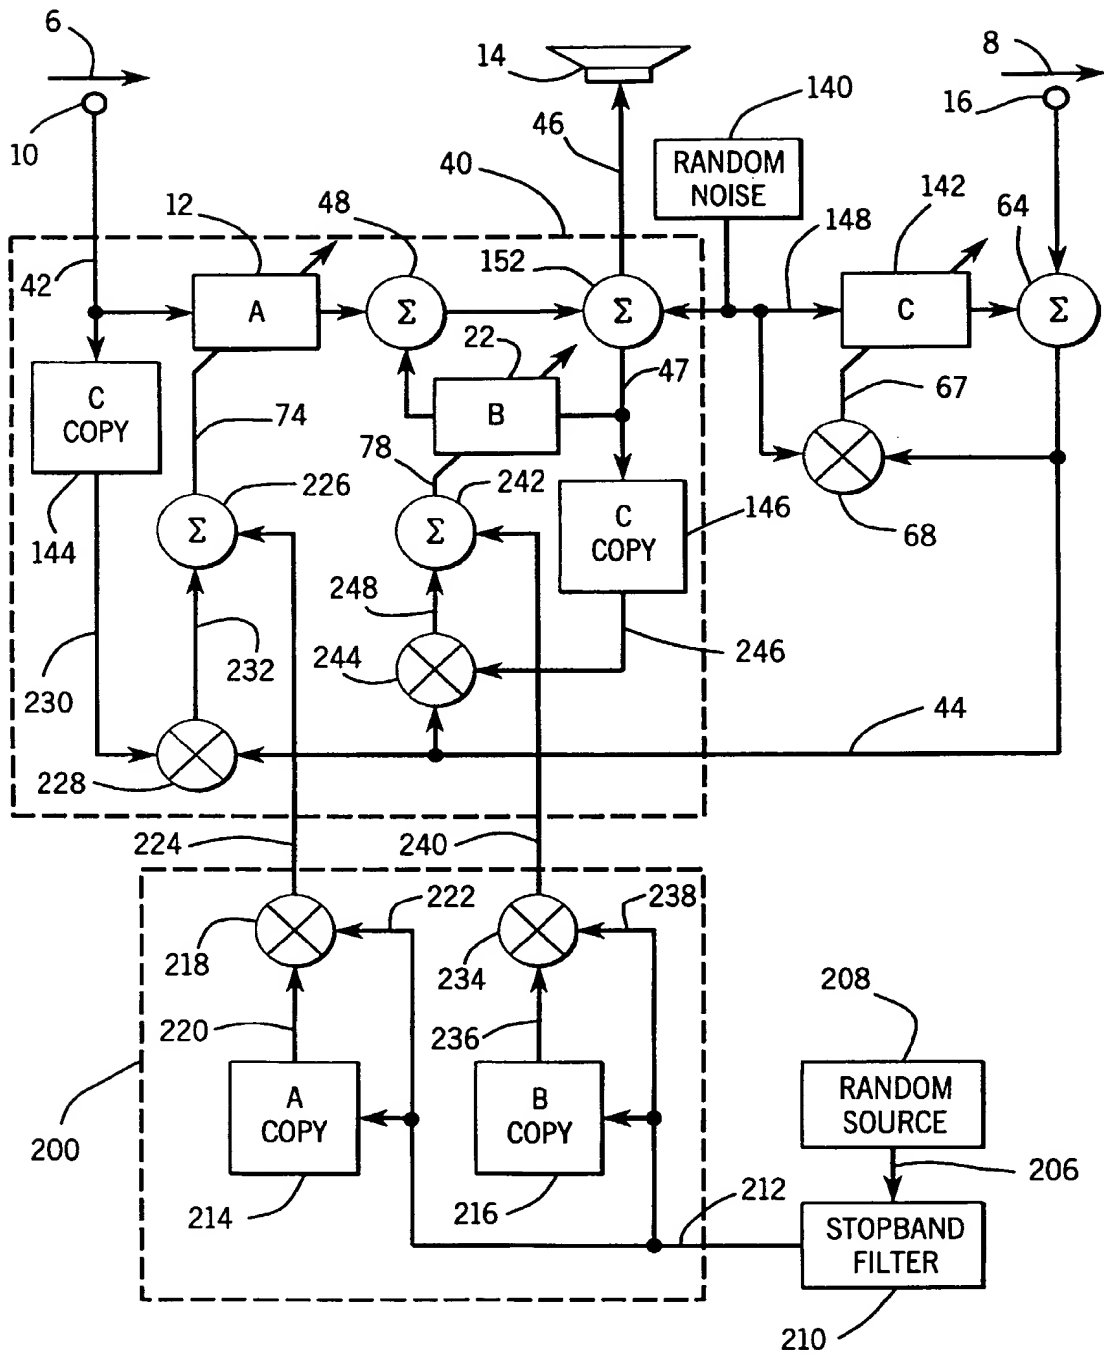 6
8
14
140
16
10
46
RANDOM
NOISE
40
12
48
142
64
148
152
42
A
Σ
Σ
C
Σ
22
47
C
COPY
B
67
74
78
226
242
146
Σ
Σ
C
COPY
68
144
248
232
244
246
230
44
228
224
240
222
238
218
234
208
220
236
A
COPY
B
COPY
RANDOM
SOURCE
200
206
212
214
216
STOPBAND
FILTER
210